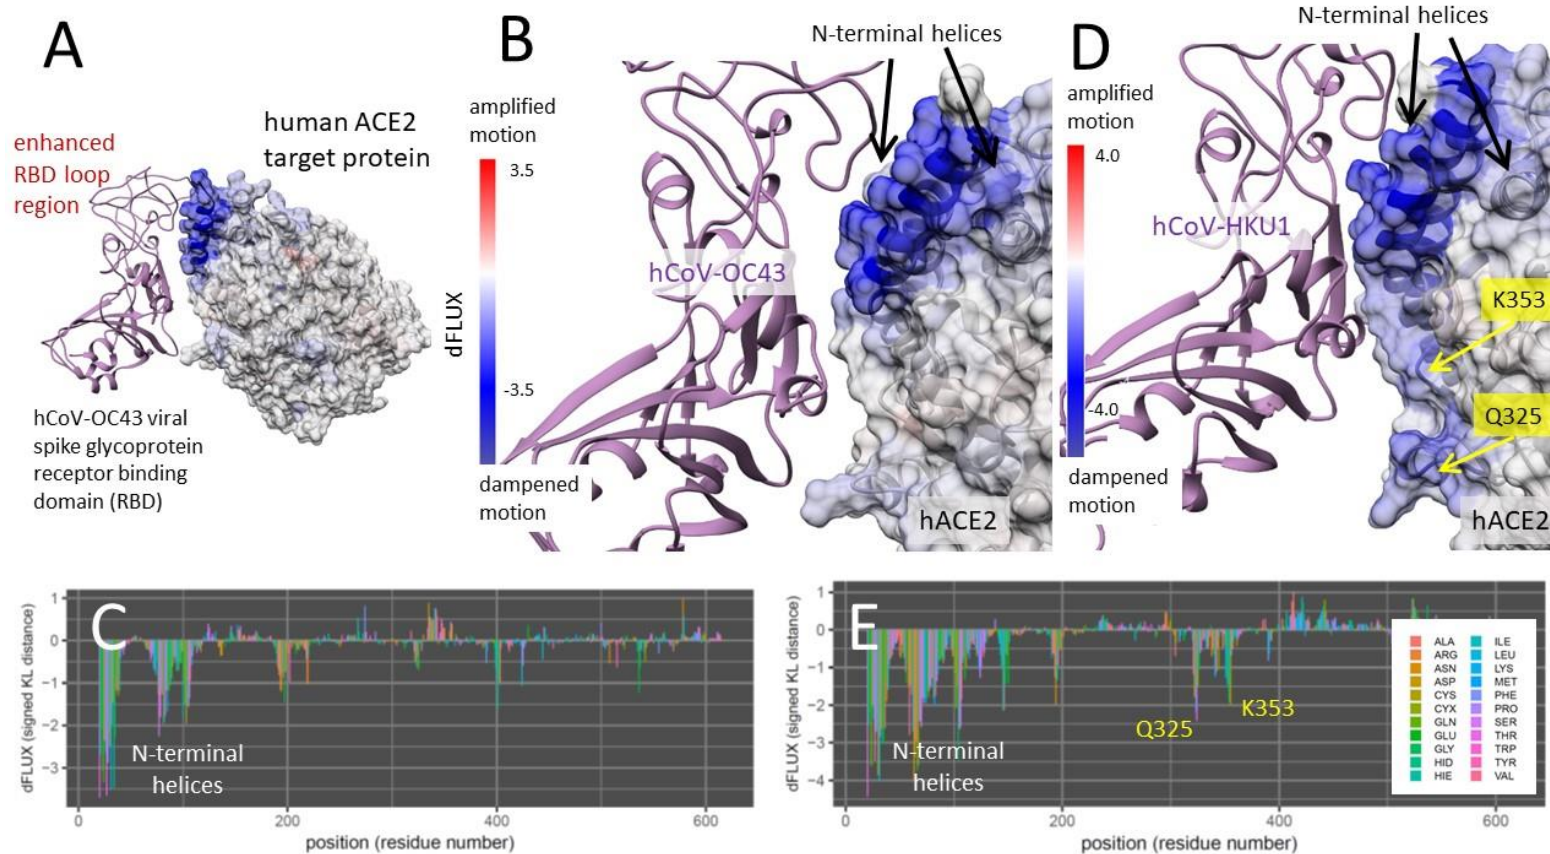 A
human ACE2
target protein
enhanced
RBD loop
region
hCoV-OC43 viral
spike glycoprotein
receptor binding
domain (RBD)
B
N-terminal helices
amplified
motion
3.5
-3.5
dFLUX
dampened
motion
hCoV-OC43
hACE2
D
N-terminal helices
amplified
motion
4.0
-4.0
dampened
motion
hCoV-HKU1
K353
Q325
hACE2
C
dFLUX (signed KL distance)
1
0
−1
−2
−3
N-terminal
helices
0 200 400 600
position (residue number)
E
dFLUX (signed KL distance)
1
0
−1
−2
−3
−4
N-terminal
helices
Q325
K353
0 200 400 600
position (residue number)
ALA ILE
ARG LEU
ASN LYS
ASP MET
CYS PHE
CYX PRO
GLN SER
GLU THR
GLY TRP
HID TYR
HIE VAL